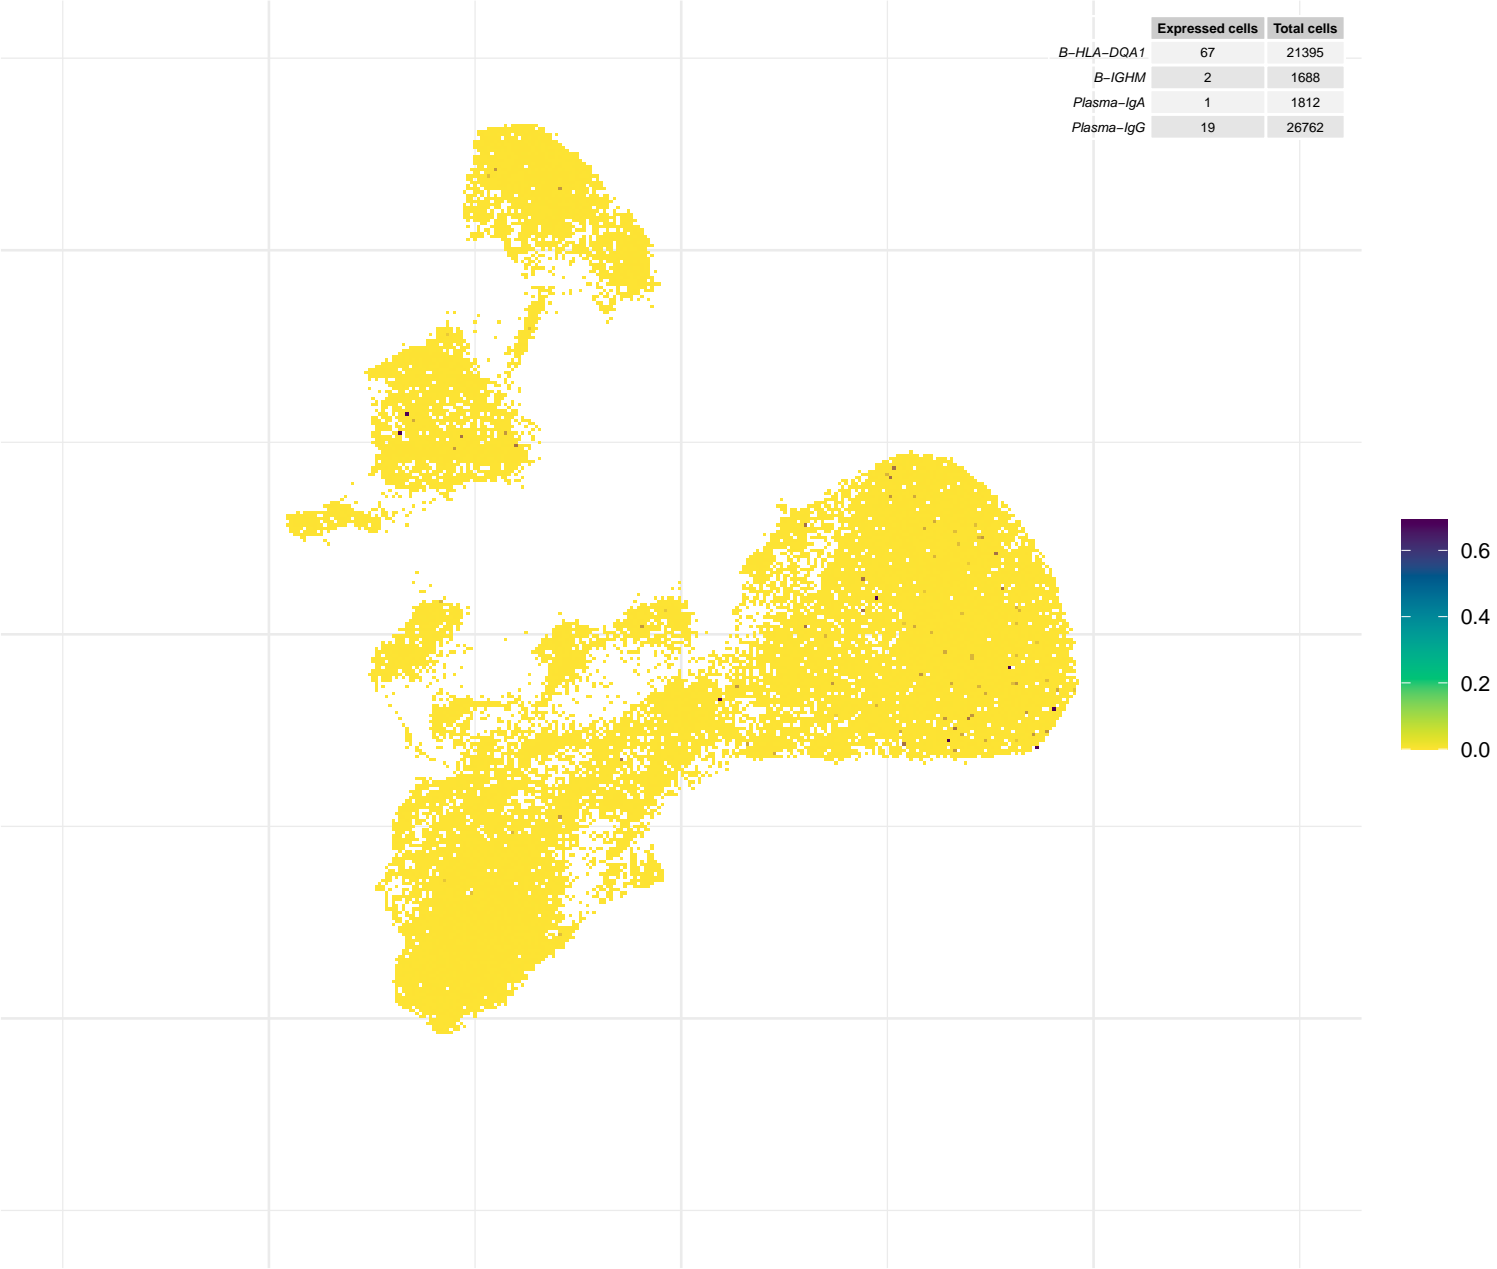 Expressed cells Total cells
B−HLA−DQA1 67 21395
B−IGHM 2 1688
Plasma−IgA 1 1812
Plasma−IgG 19 26762
0.6
0.4
0.2
0.0